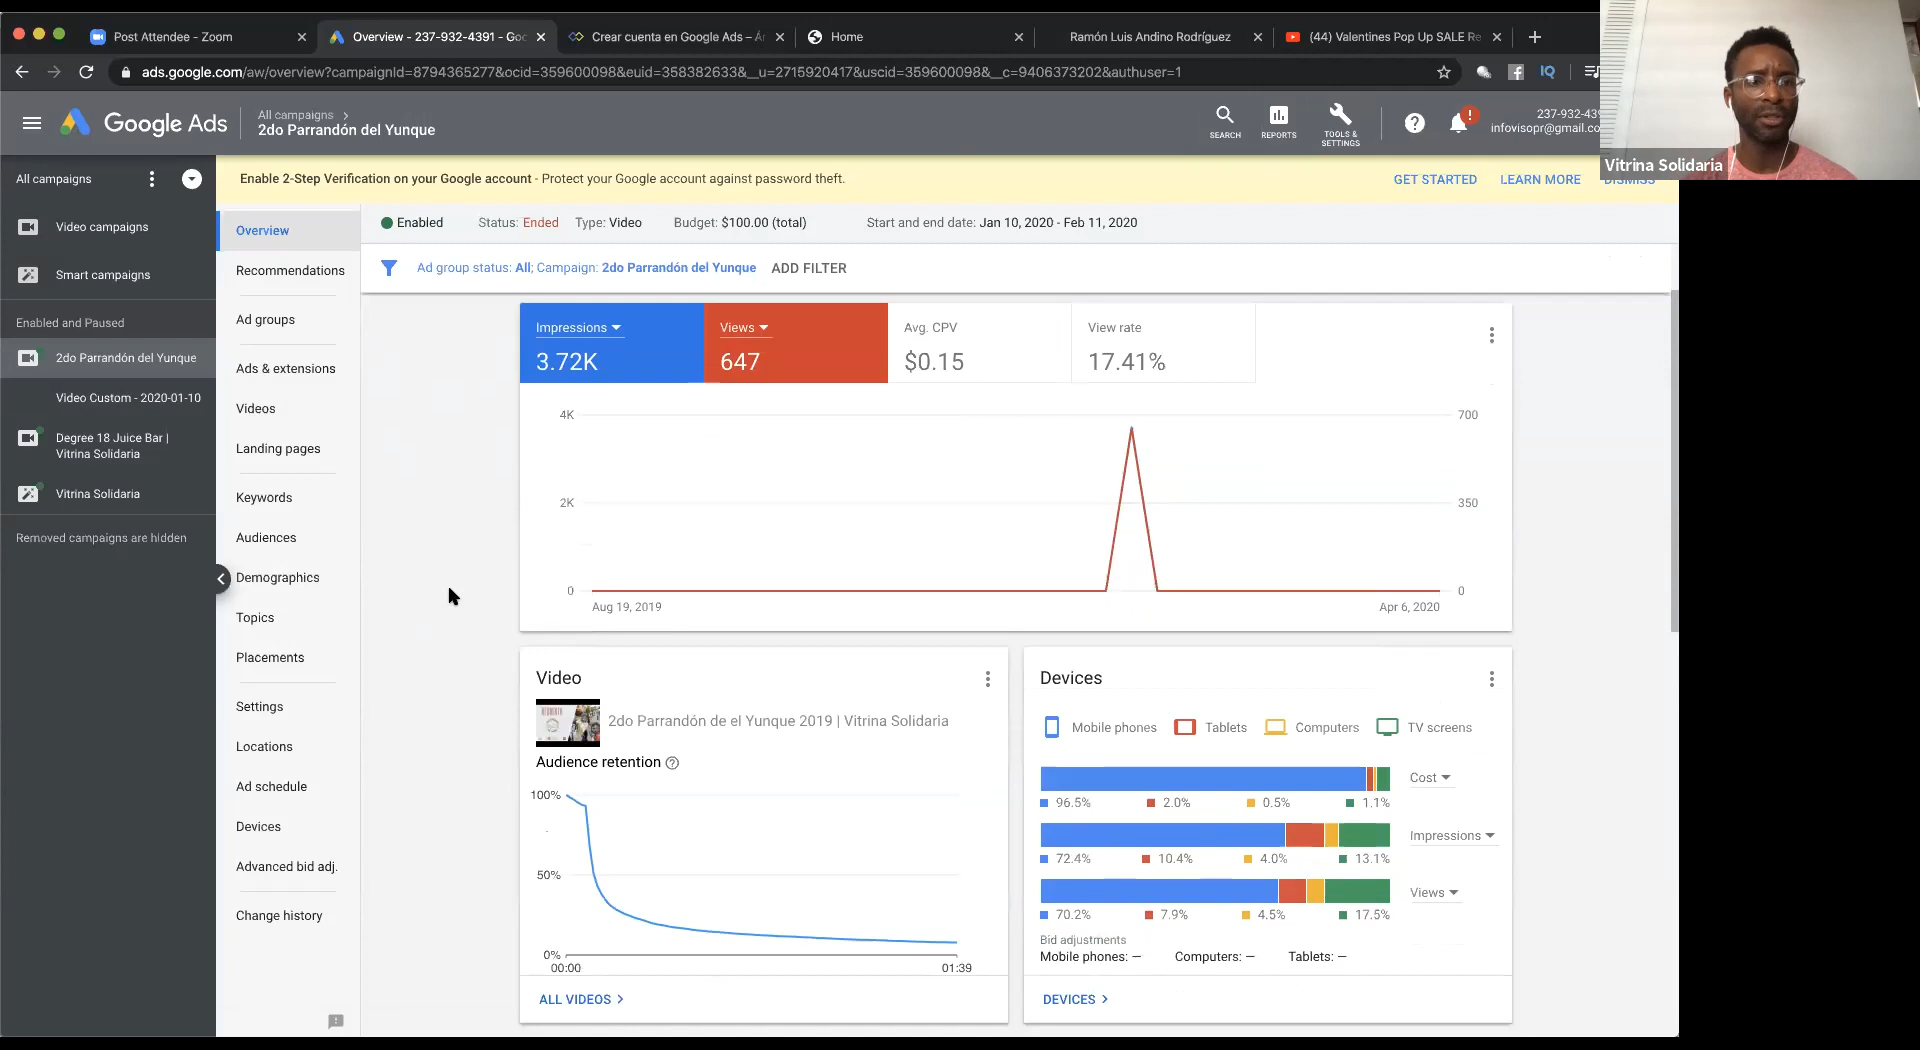 Post Attendee - Zoom
Overview - 237-932-4391 - Goo
Crear cuenta en Google Ads – Ár
Home
Ramón Luis Andino Rodríguez
(44) Valentines Pop Up SALE Re
ads.google.com/aw/overview?campaignId=8794365277&ocid=359600098&euid=358382633&__u=2715920417&uscid=359600098&__c=9406373202&authuser=1
IQ
Google Ads
All campaigns
2do Parrandón del Yunque
SEARCH
REPORTS
TOOLS &
SETTINGS
237-932-439
infovisopr@gmail.co
Vitrina Solidaria
Enable 2-Step Verification on your Google account - Protect your Google account against password theft.
GET STARTED
LEARN MORE
DISMISS
All campaigns
Video campaigns
Smart campaigns
Enabled and Paused
2do Parrandón del Yunque
Video Custom - 2020-01-10
Degree 18 Juice Bar |
Vitrina Solidaria
Vitrina Solidaria
Removed campaigns are hidden
Overview
Recommendations
Ad groups
Ads & extensions
Videos
Landing pages
Keywords
Audiences
Demographics
Topics
Placements
Settings
Locations
Ad schedule
Devices
Advanced bid adj.
Change history
Enabled Status: Ended Type: Video Budget: $100.00 (total) Start and end date: Jan 10, 2020 - Feb 11, 2020
Ad group status: All; Campaign: 2do Parrandón del Yunque ADD FILTER
Impressions Views Avg. CPV View rate
3.72K 647 $0.15 17.41%
4K 700
2K 350
0 0
Aug 19, 2019 Apr 6, 2020
Video
2do Parrandón de el Yunque 2019 | Vitrina Solidaria
Audience retention
100%
50%
0%
00:00 01:39
ALL VIDEOS
Devices
Mobile phones Tablets Computers TV screens
Cost
96.5% 2.0% 0.5% 1.1%
Impressions
72.4% 10.4% 4.0% 13.1%
Views
70.2% 7.9% 4.5% 17.5%
Bid adjustments
Mobile phones: – Computers: – Tablets: –
DEVICES